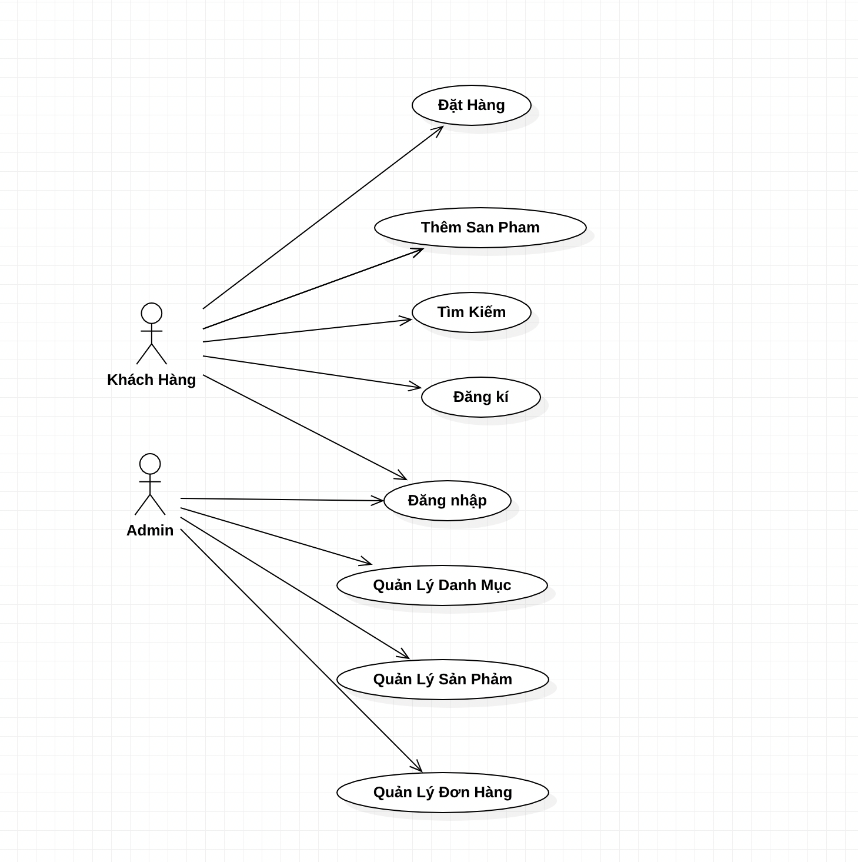 Đặt Hàng
Thêm San Pham
Tìm Kiếm
Khách Hàng
Đăng kí
Đăng nhập
Admin
Quản Lý Danh Mục
Quản Lý Sản Phảm
Quản Lý Đơn Hàng